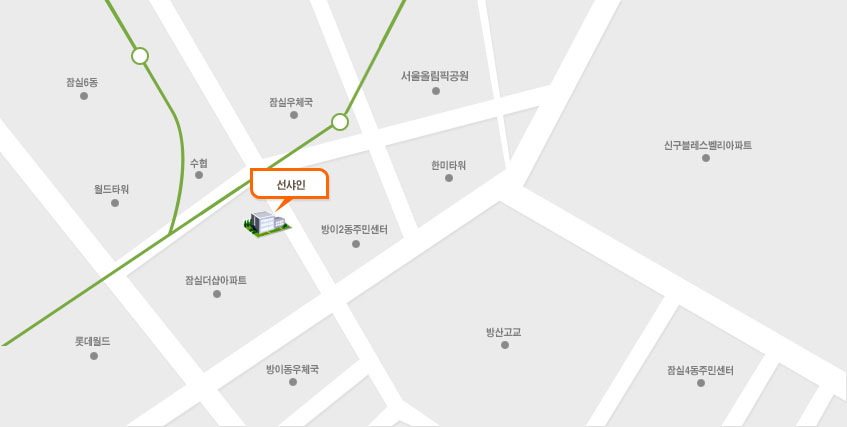 잠실6동
서울올림픽공원
잠실우체국
신구블레스벨리아파트
수협
한미타워
선샤인
월드타워
방이2동주민센터
잠실더샵아파트
롯데월드
방산고교
방이동우체국
잠실4동주민센터